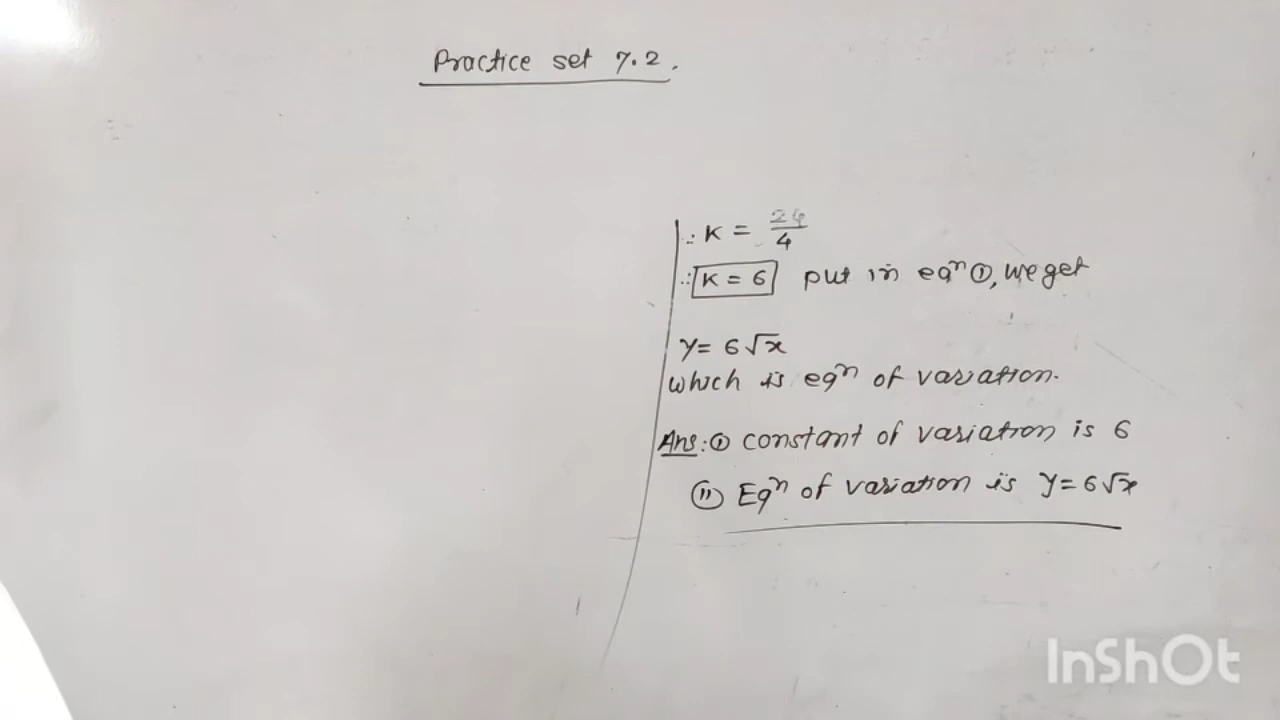 Practice set 7.2.
∴ K = 24/4
∴ K = 6 put in eqⁿ ①, we get
y = 6√x
which is eqⁿ of variation.
Ans: ① constant of variation is 6
⑪ Eqⁿ of variation is y = 6√x
InShOt